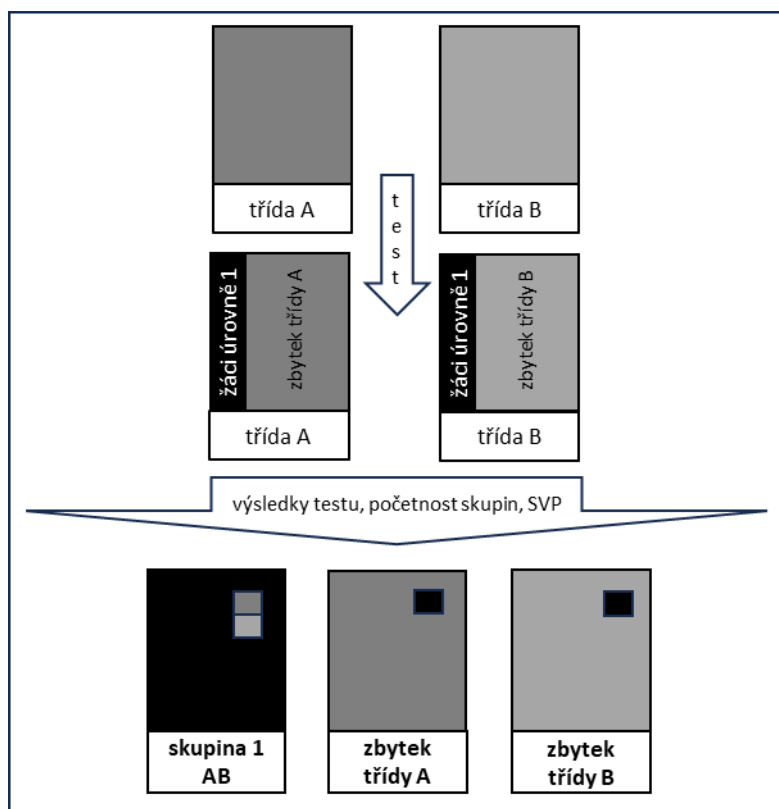 třída A
třída B
test
žáci úrovně 1
zbytek třídy A
třída A
žáci úrovně 1
zbytek třídy B
třída B
výsledky testu, početnost skupin, SVP
skupina 1
AB
zbytek
třídy A
zbytek
třídy B